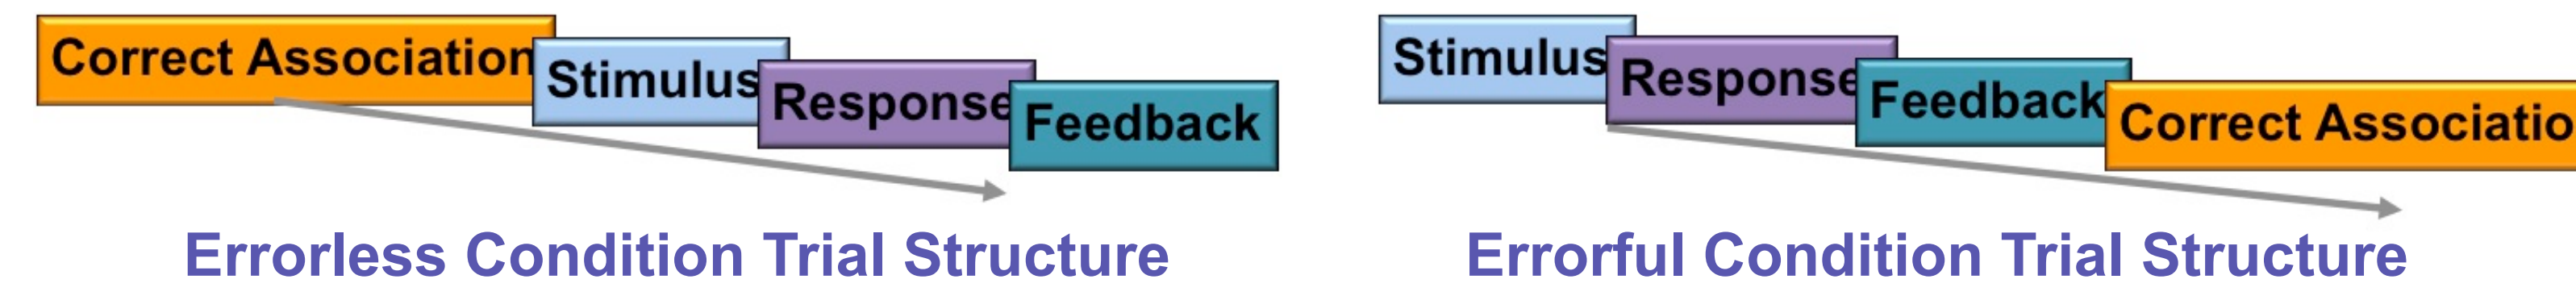 Correct Association
Stimulus
Response
Feedback
Errorless Condition Trial Structure
Stimulus
Response
Feedback
Correct Associatio
Errorful Condition Trial Structure